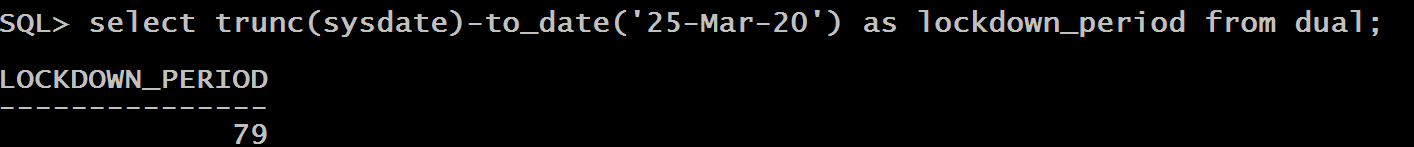 SQL> select trunc(sysdate)-to_date('25-Mar-20') as lockdown_period from dual;
LOCKDOWN_PERIOD
---------------
79